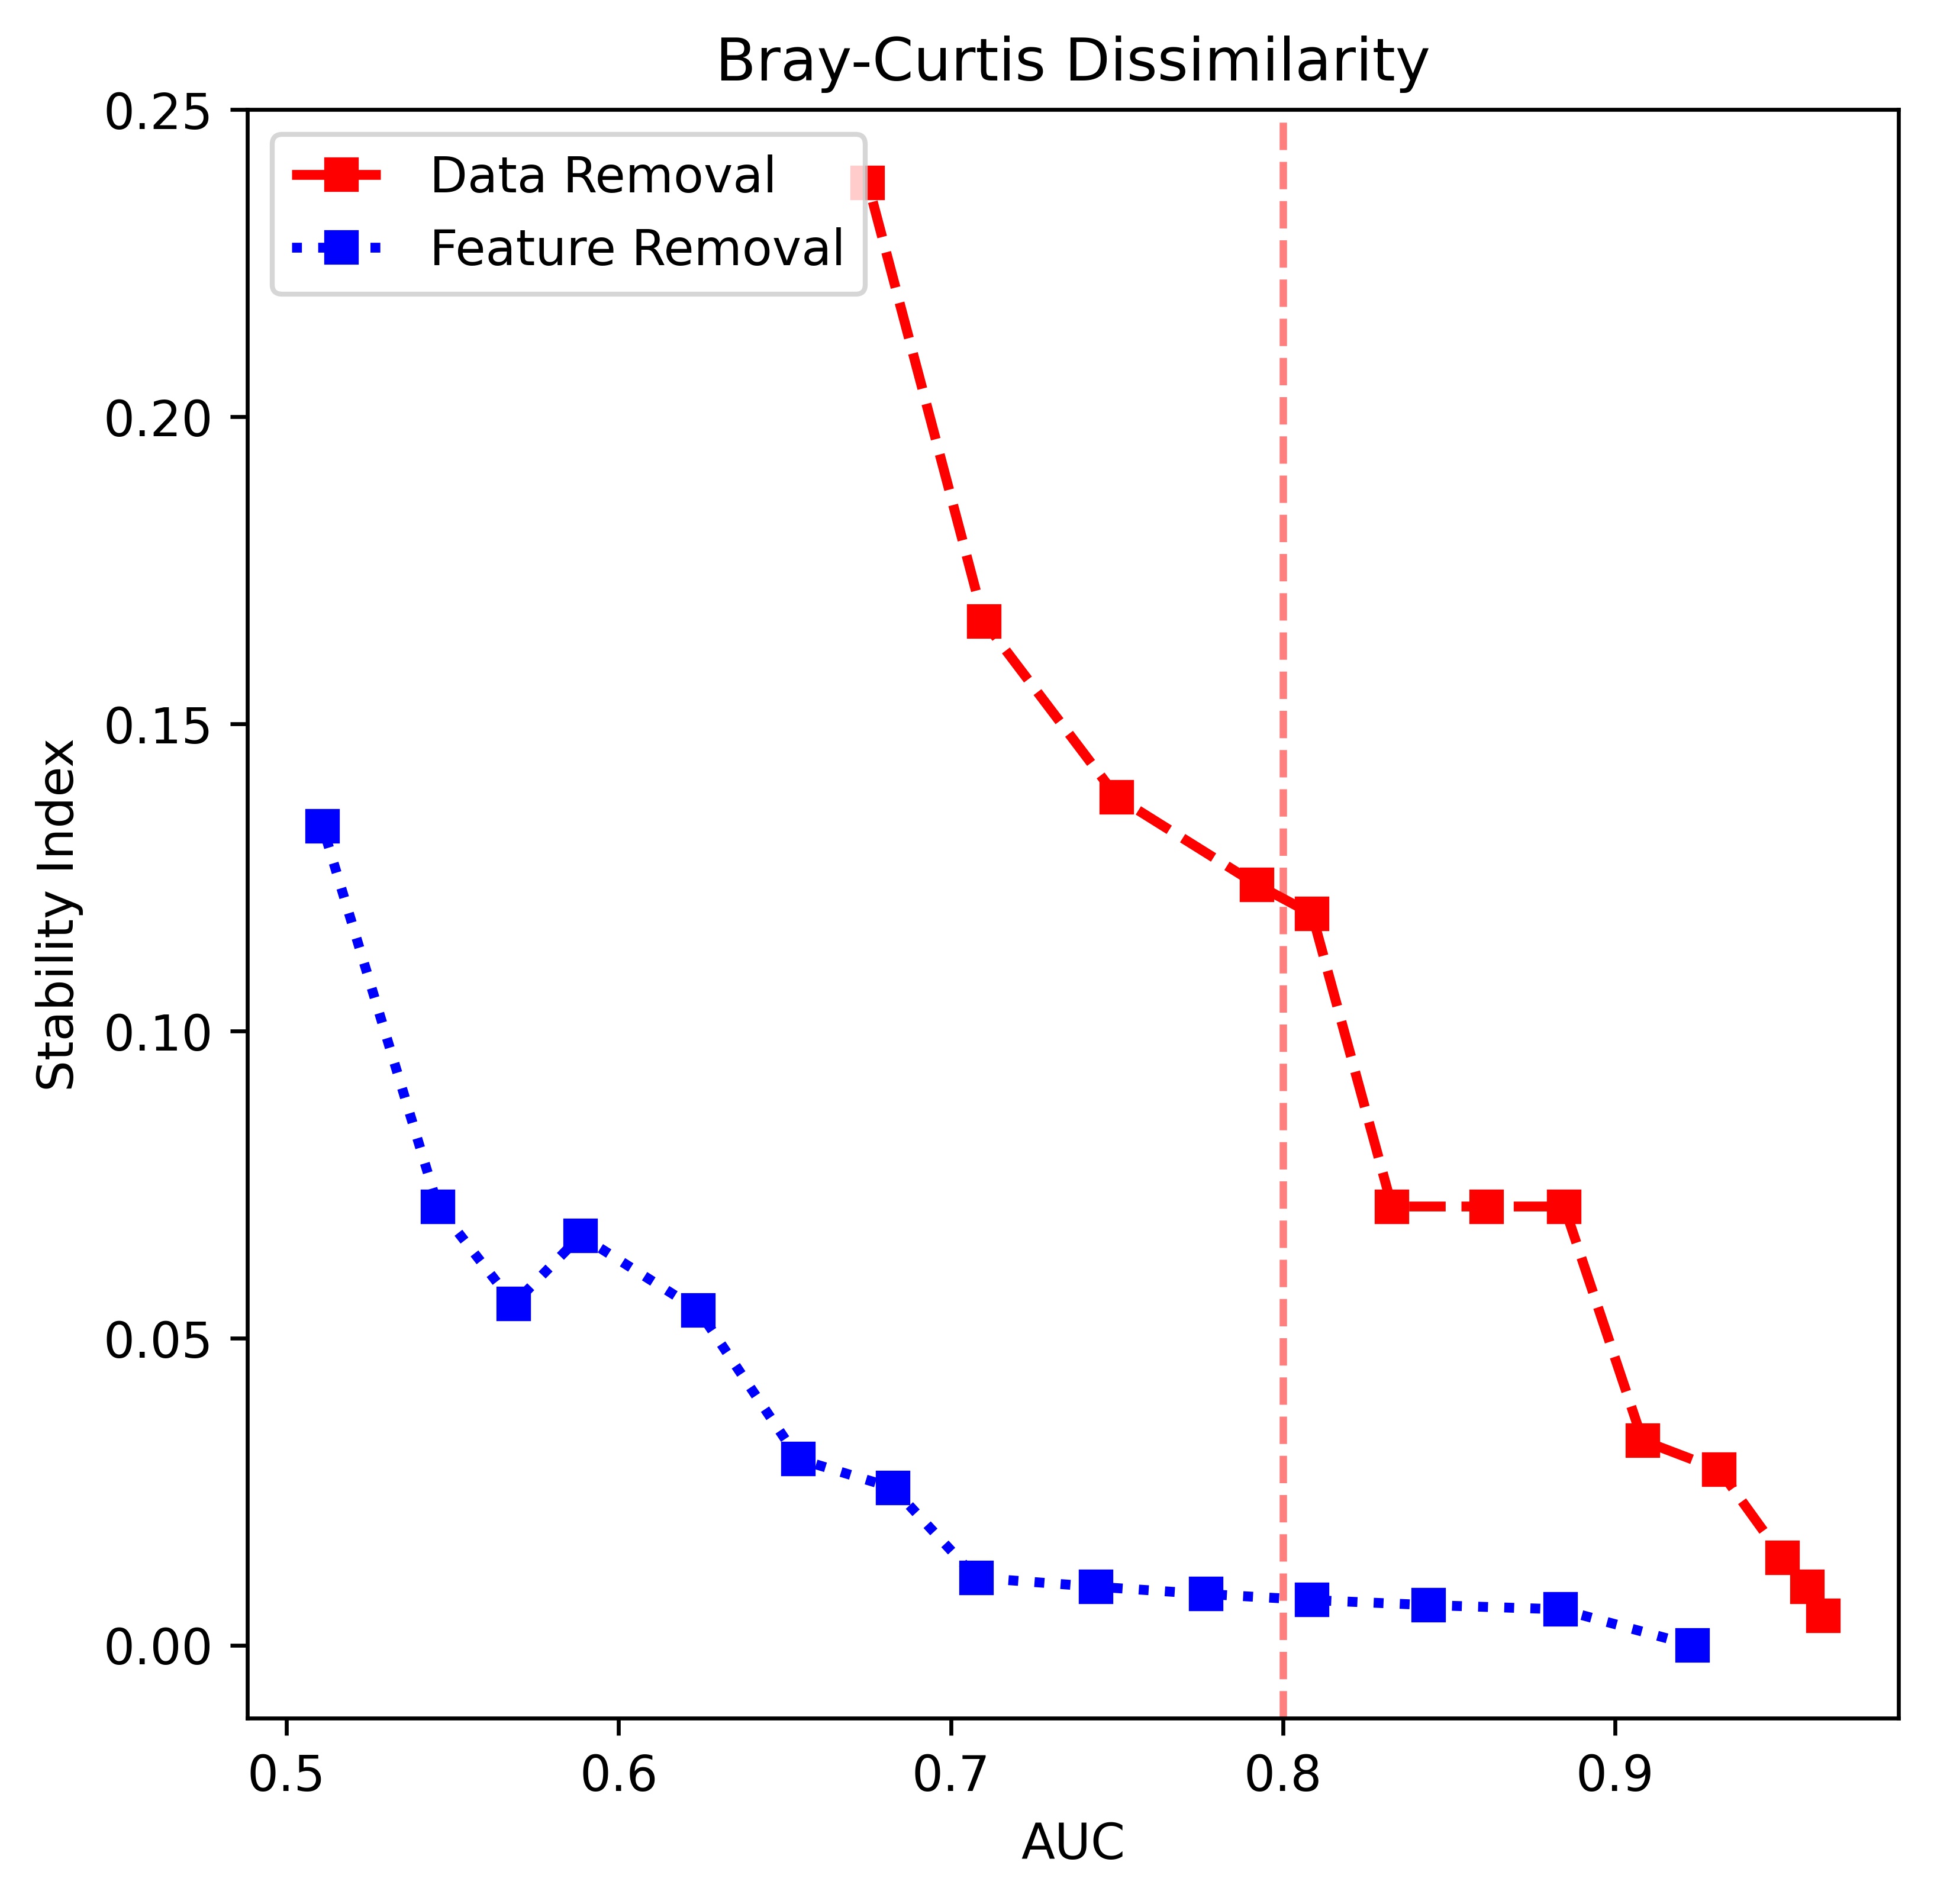 Bray-Curtis Dissimilarity
0.25
0.20
0.15
0.10
0.05
0.00
Stability Index
Data Removal
Feature Removal
0.5 0.6 0.7 0.8 0.9
AUC